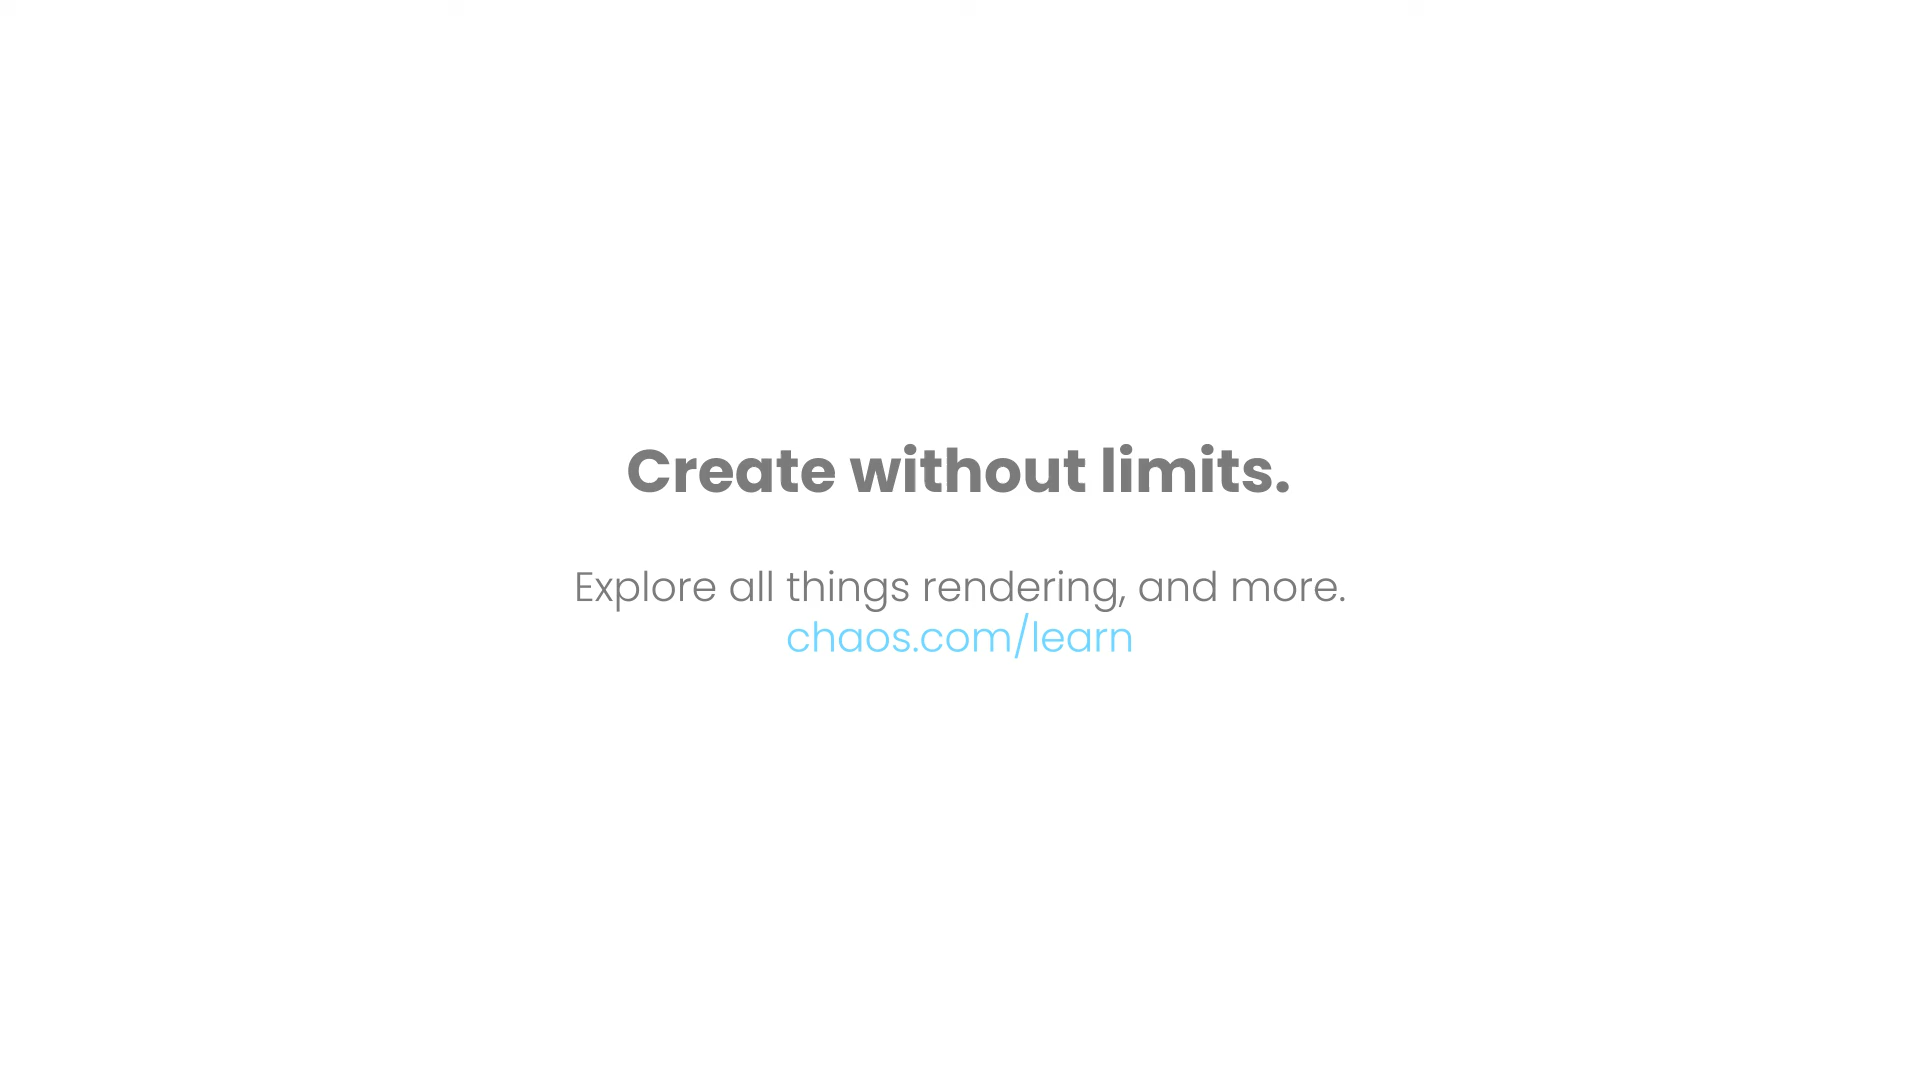 Create without limits.
Explore all things rendering, and more.
chaos.com/learn